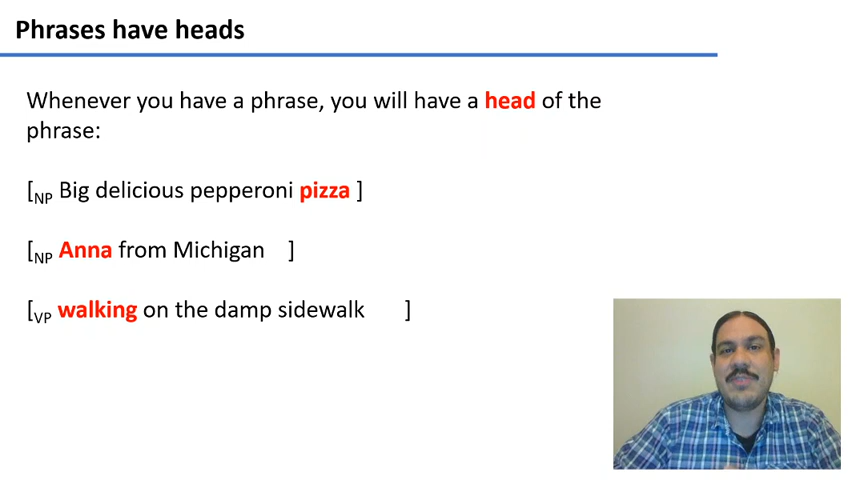 Phrases have heads
Whenever you have a phrase, you will have a head of the
phrase:
[NP Big delicious pepperoni pizza ]
[NP Anna from Michigan ]
[VP walking on the damp sidewalk ]